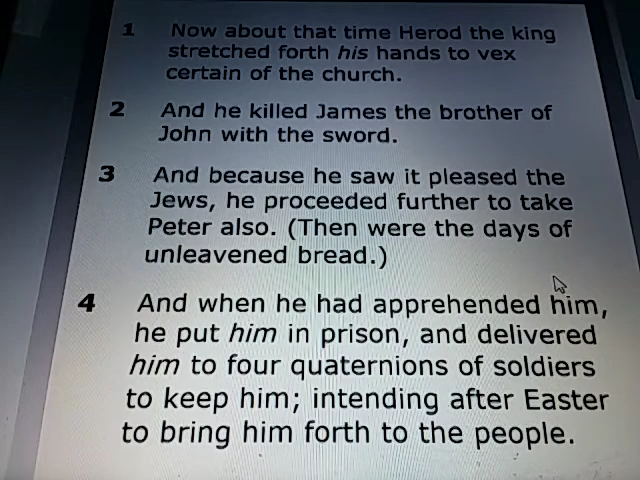 1 Now about that time Herod the king
stretched forth his hands to vex
certain of the church.
2 And he killed James the brother of
John with the sword.
3 And because he saw it pleased the
Jews, he proceeded further to take
Peter also. (Then were the days of
unleavened bread.)
4 And when he had apprehended him,
he put him in prison, and delivered
him to four quaternions of soldiers
to keep him; intending after Easter
to bring him forth to the people.